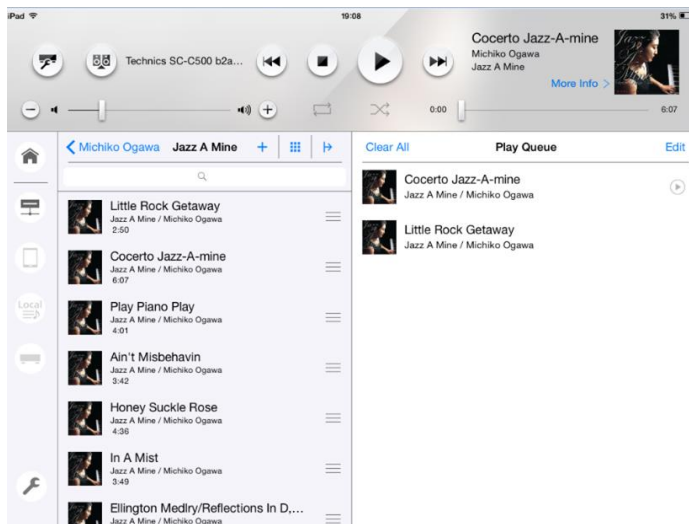 iPad
19:08
31%
Technics SC-C500 b2a...
Cocerto Jazz-A-mine
Michiko Ogawa
Jazz A Mine
More Info >
0:00
6:07
Michiko Ogawa
Jazz A Mine
Clear All
Play Queue
Edit
Little Rock Getaway
Jazz A Mine / Michiko Ogawa
2:50
Cocerto Jazz-A-mine
Jazz A Mine / Michiko Ogawa
6:07
Play Piano Play
Jazz A Mine / Michiko Ogawa
4:01
Ain't Misbehavin
Jazz A Mine / Michiko Ogawa
3:42
Honey Suckle Rose
Jazz A Mine / Michiko Ogawa
4:36
In A Mist
Jazz A Mine / Michiko Ogawa
3:49
Ellington Medlry/Reflections In D,...
Jazz A Mine / Michiko Ogawa
Local
Cocerto Jazz-A-mine
Jazz A Mine / Michiko Ogawa
Little Rock Getaway
Jazz A Mine / Michiko Ogawa